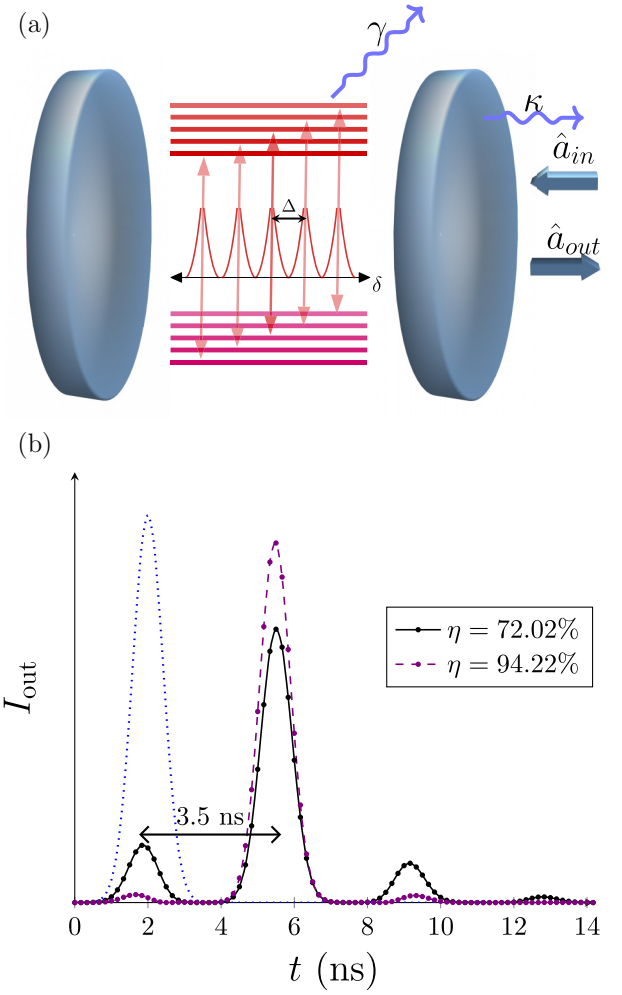 (a)
γ
κ
â_in
Δ
â_out
δ
(b)
I_out
η = 72.02%
η = 94.22%
3.5 ns
0 2 4 6 8 10 12 14
t (ns)